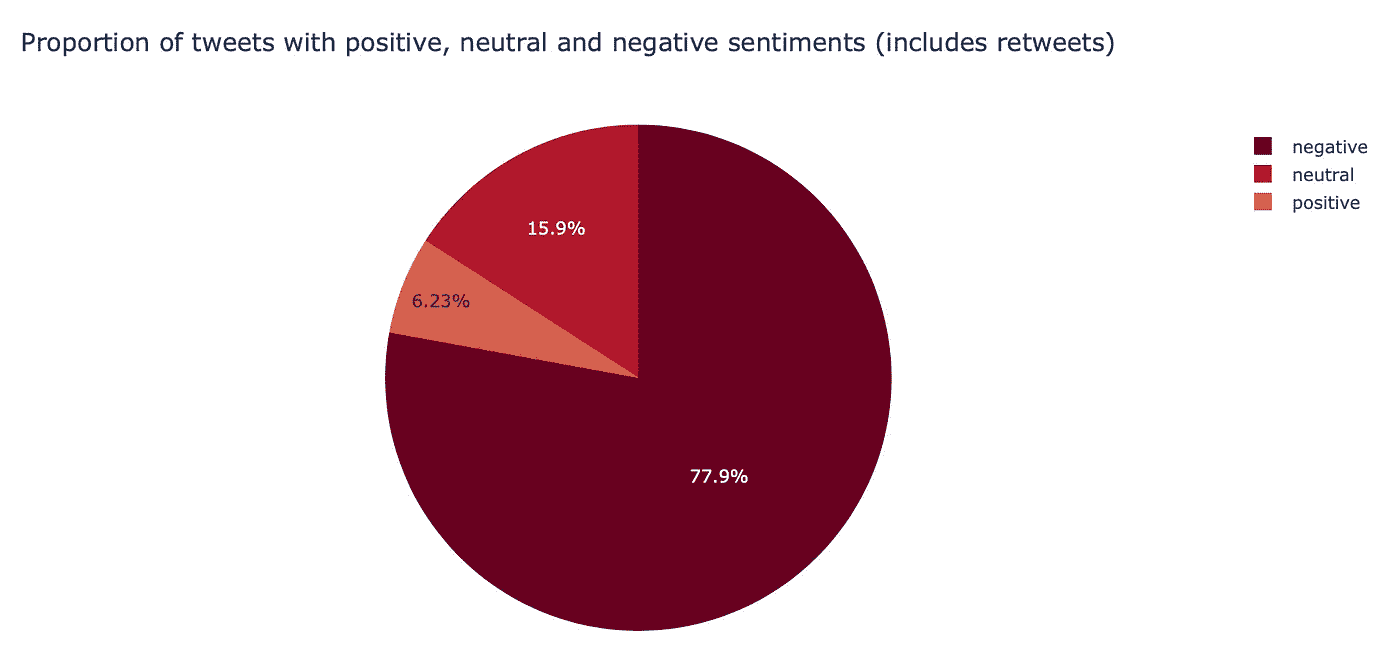 Proportion of tweets with positive, neutral and negative sentiments (includes retweets)
negative
neutral
positive
15.9%
6.23%
77.9%